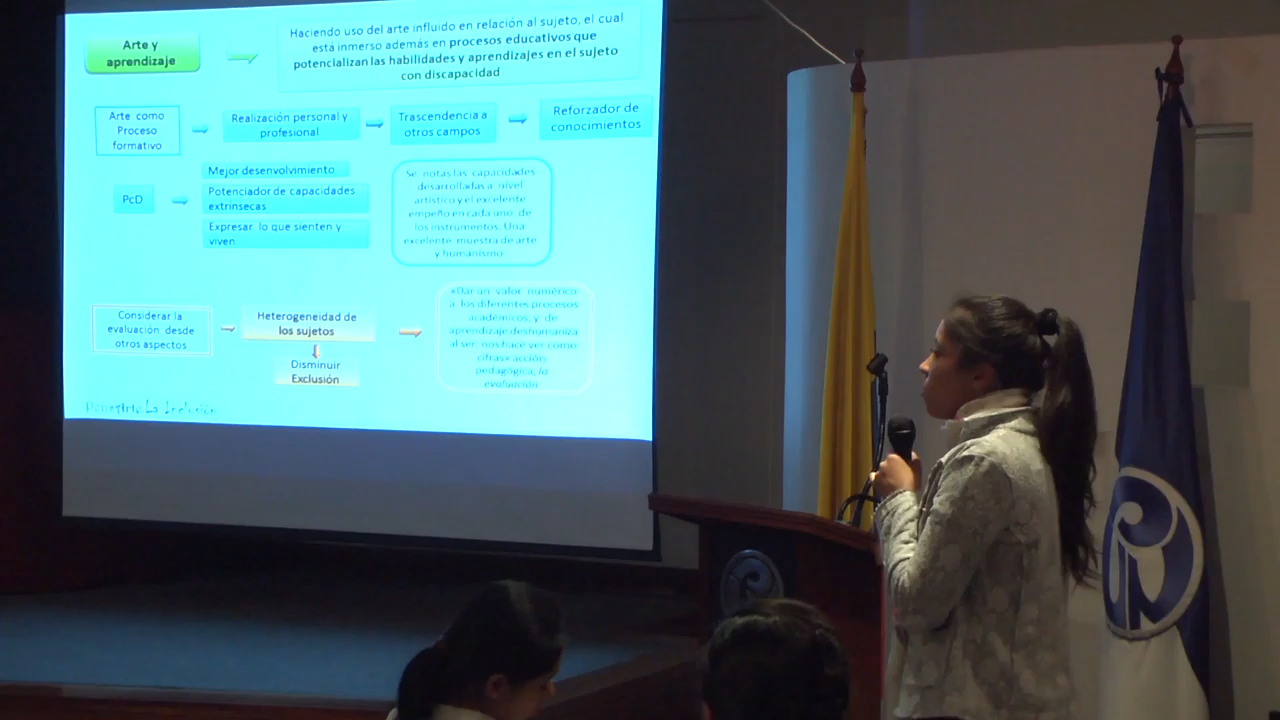 Arte y
aprendizaje
Haciendo uso del arte influido en relación al sujeto, el cual
está inmerso además en procesos educativos que
potencializan las habilidades y aprendizajes en el sujeto
con discapacidad
Arte como
Proceso
formativo
Realización personal y
profesional
Trascendencia a
otros campos
Reforzador de
conocimientos
PcD
Mejor desenvolvimiento
Potenciador de capacidades
extrinsecas
Expresar lo que sienten y
viven
Se notas las capacidades
desarrolladas a nivel
artístico y el excelente
empeño en cada uno de
los instrumentos. Una
excelente muestra de arte
y humanismo
Considerar la
evaluación desde
otros aspectos
Heterogeneidad de
los sujetos
Disminuir
Exclusión
«Dar un valor numérico
a los diferentes procesos
académicos, y de
aprendizaje deshumaniza
al ser: nos hace ver como
cifras» acción
pedagógica, la
evaluación
La Inclusión